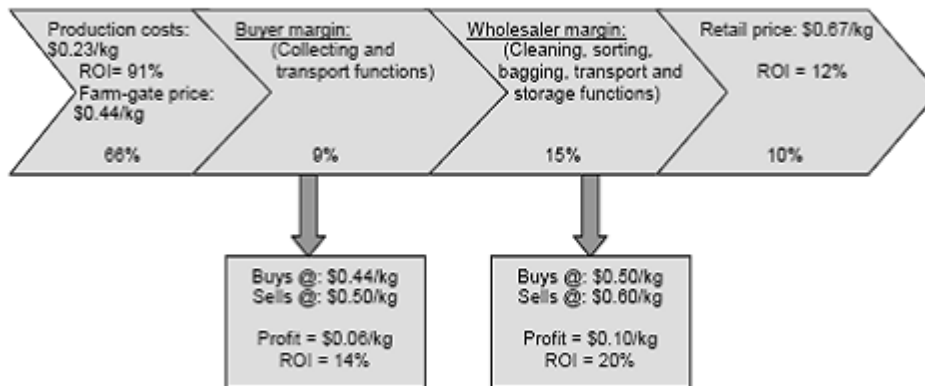 Production costs:
$0.23/kg
ROI= 91%
Farm-gate price:
$0.44/kg
66%
Buyer margin:
(Collecting and
transport functions)
9%
Wholesaler margin:
(Cleaning, sorting,
bagging, transport and
storage functions)
15%
Retail price: $0.67/kg
ROI = 12%
10%
Buys @: $0.44/kg
Sells @: $0.50/kg
Profit = $0.06/kg
ROI = 14%
Buys @: $0.50/kg
Sells @: $0.60/kg
Profit = $0.10/kg
ROI = 20%